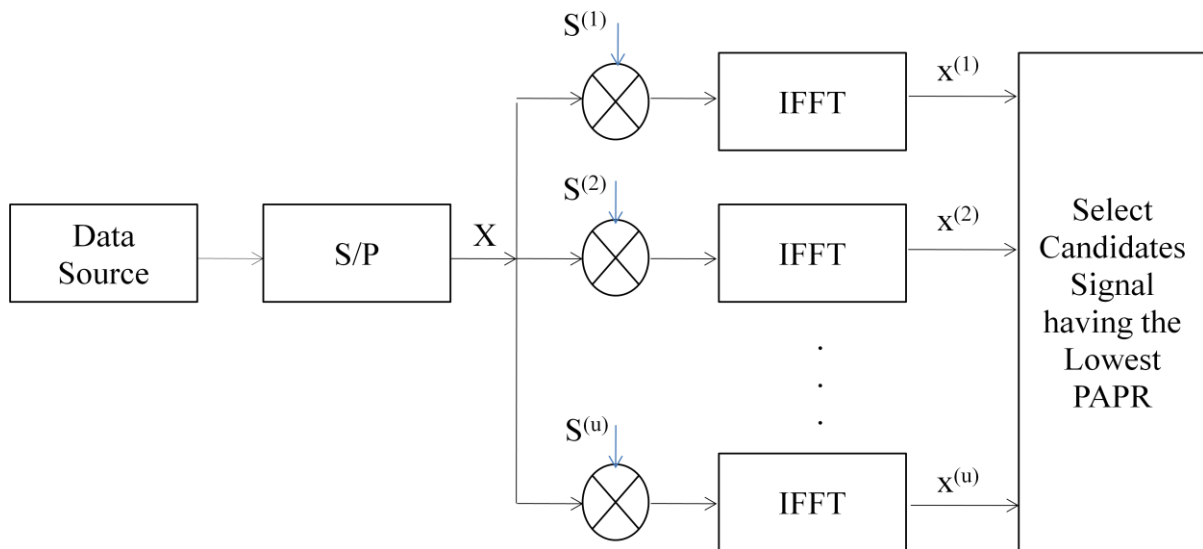 S(1)
IFFT
x(1)
S(2)
IFFT
x(2)
Data
Source
S/P
X
Select
Candidates
Signal
having the
Lowest
PAPR
.
.
.
S(u)
IFFT
x(u)